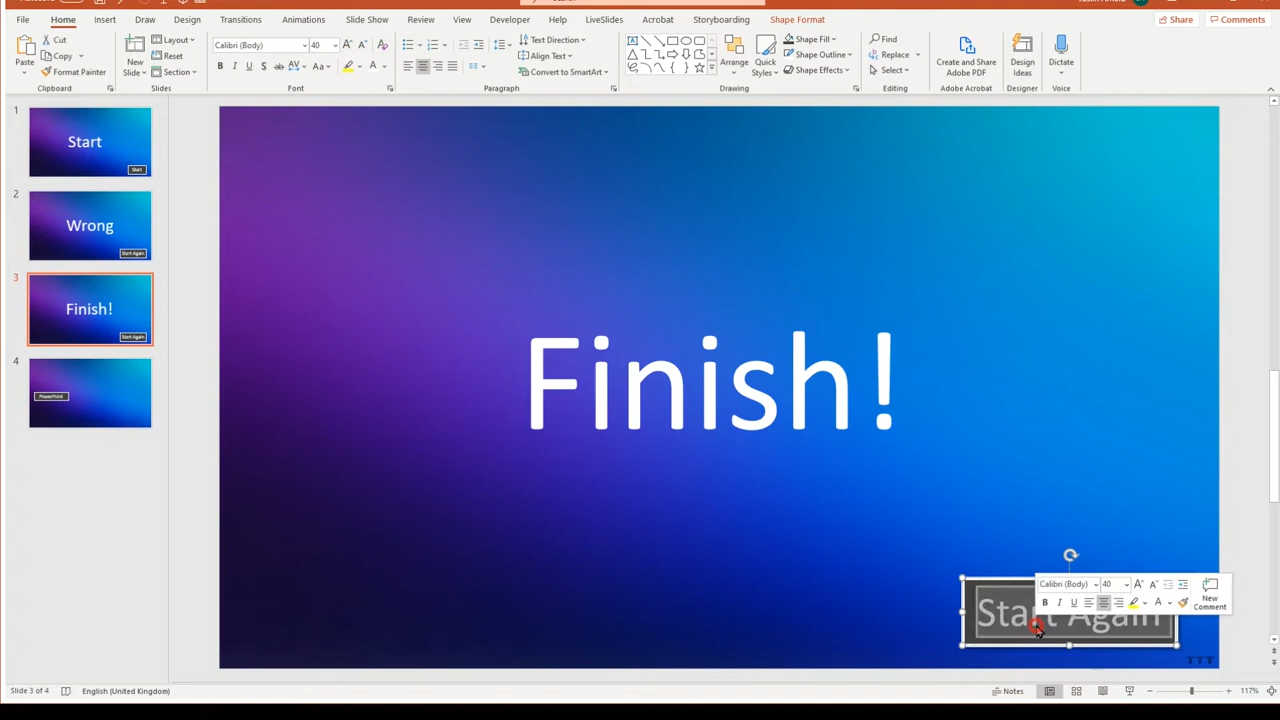 File Home Insert Draw Design Transitions Animations Slide Show Review View Developer Help LiveSlides Acrobat Storyboarding Shape Format Share Comments
Paste
Cut
Copy
Format Painter
Clipboard
New Slide
Layout
Reset
Section
Slides
Calibri (Body) 40
B I U S ab AV Aa A
Font
Text Direction
Align Text
Convert to SmartArt
Paragraph
Arrange
Quick Styles
Shape Fill
Shape Outline
Shape Effects
Drawing
Find
Replace
Select
Editing
Create and Share Adobe PDF
Adobe Acrobat
Design Ideas
Designer
Dictate
Voice
1
Start
Start
2
Wrong
Start Again
3
Finish!
Start Again
4
PowerPoint
Finish!
Calibri (Body) 40 A A
B I U A
New Comment
Start Again
TTT
Slide 3 of 4 English (United Kingdom) Notes 117%